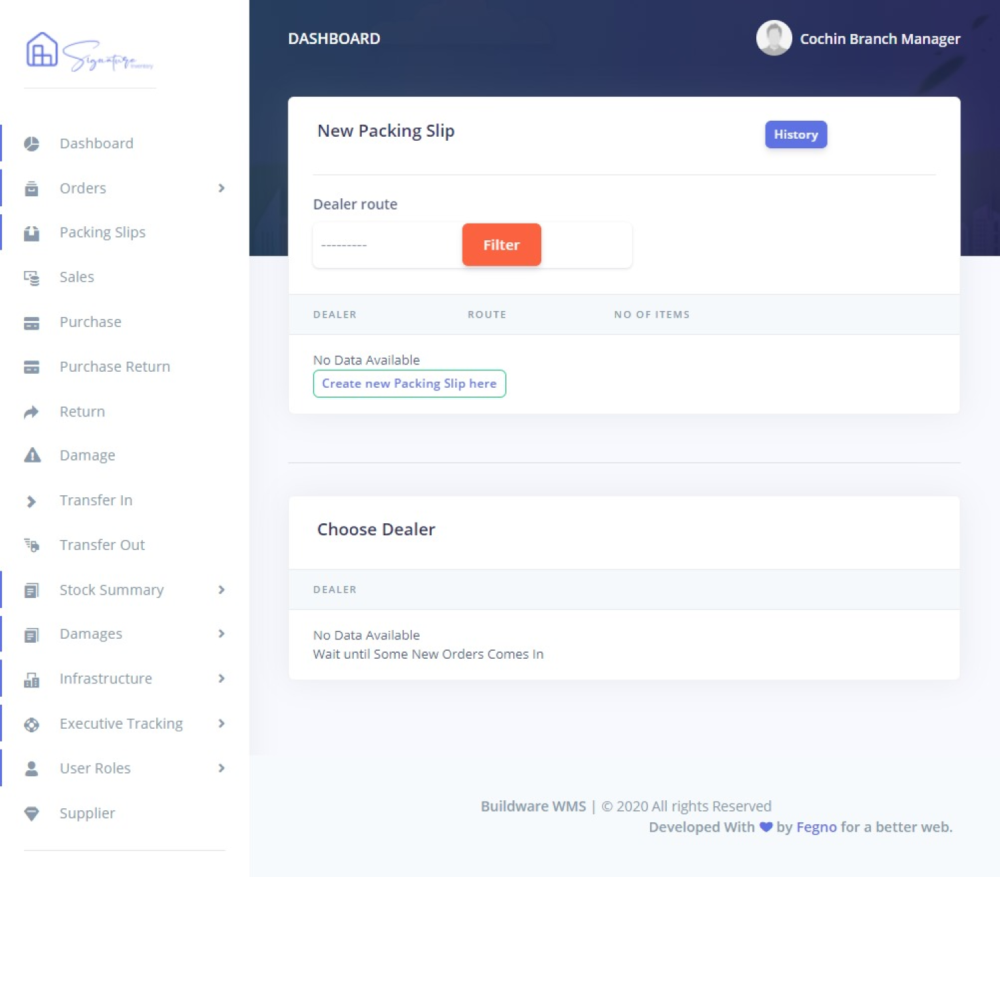 Signature
DASHBOARD
Cochin Branch Manager
Dashboard
Orders
Packing Slips
Sales
Purchase
Purchase Return
Return
Damage
Transfer In
Transfer Out
Stock Summary
Damages
Infrastructure
Executive Tracking
User Roles
Supplier
New Packing Slip
History
Dealer route
---------
Filter
DEALER ROUTE NO OF ITEMS
No Data Available
Create new Packing Slip here
Choose Dealer
DEALER
No Data Available
Wait until Some New Orders Comes In
Buildware WMS | © 2020 All rights Reserved
Developed With by Fegno for a better web.